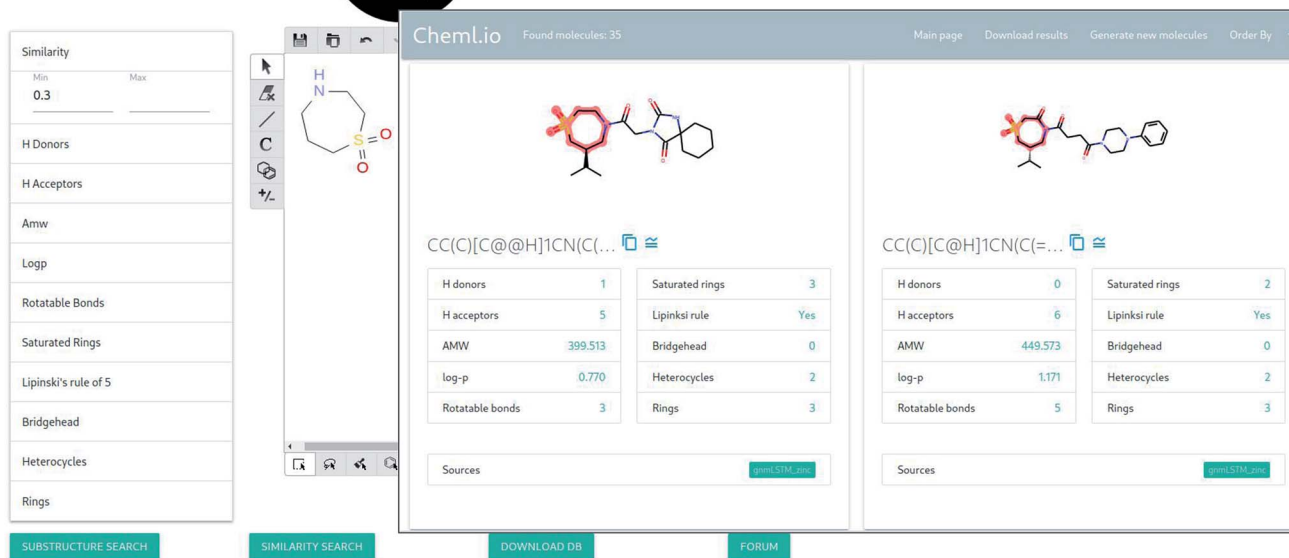 Similarity
Min Max
0.3
H Donors
H Acceptors
Amw
Logp
Rotatable Bonds
Saturated Rings
Lipinski's rule of 5
Bridgehead
Heterocycles
Rings
C
+/-
H
N
S=O
O
Cheml.io Found molecules: 35 Main page Download results Generate new molecules Order By
CC(C)[C@@H]1CN(C(...
H donors 1 Saturated rings 3
H acceptors 5 Lipinksi rule Yes
AMW 399.513 Bridgehead 0
log-p 0.770 Heterocycles 2
Rotatable bonds 3 Rings 3
Sources gnmLSTM_zinc
CC(C)[C@H]1CN(C(=...
H donors 0 Saturated rings 2
H acceptors 6 Lipinksi rule Yes
AMW 449.573 Bridgehead 0
log-p 1.171 Heterocycles 2
Rotatable bonds 5 Rings 3
Sources gnmLSTM_zinc
SUBSTRUCTURE SEARCH SIMILARITY SEARCH DOWNLOAD DB FORUM